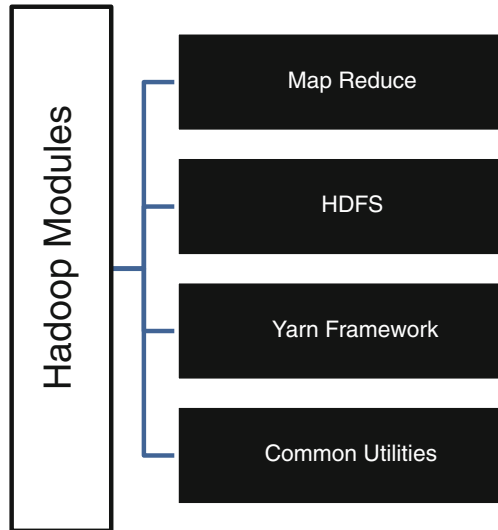 Hadoop Modules
Map Reduce
HDFS
Yarn Framework
Common Utilities